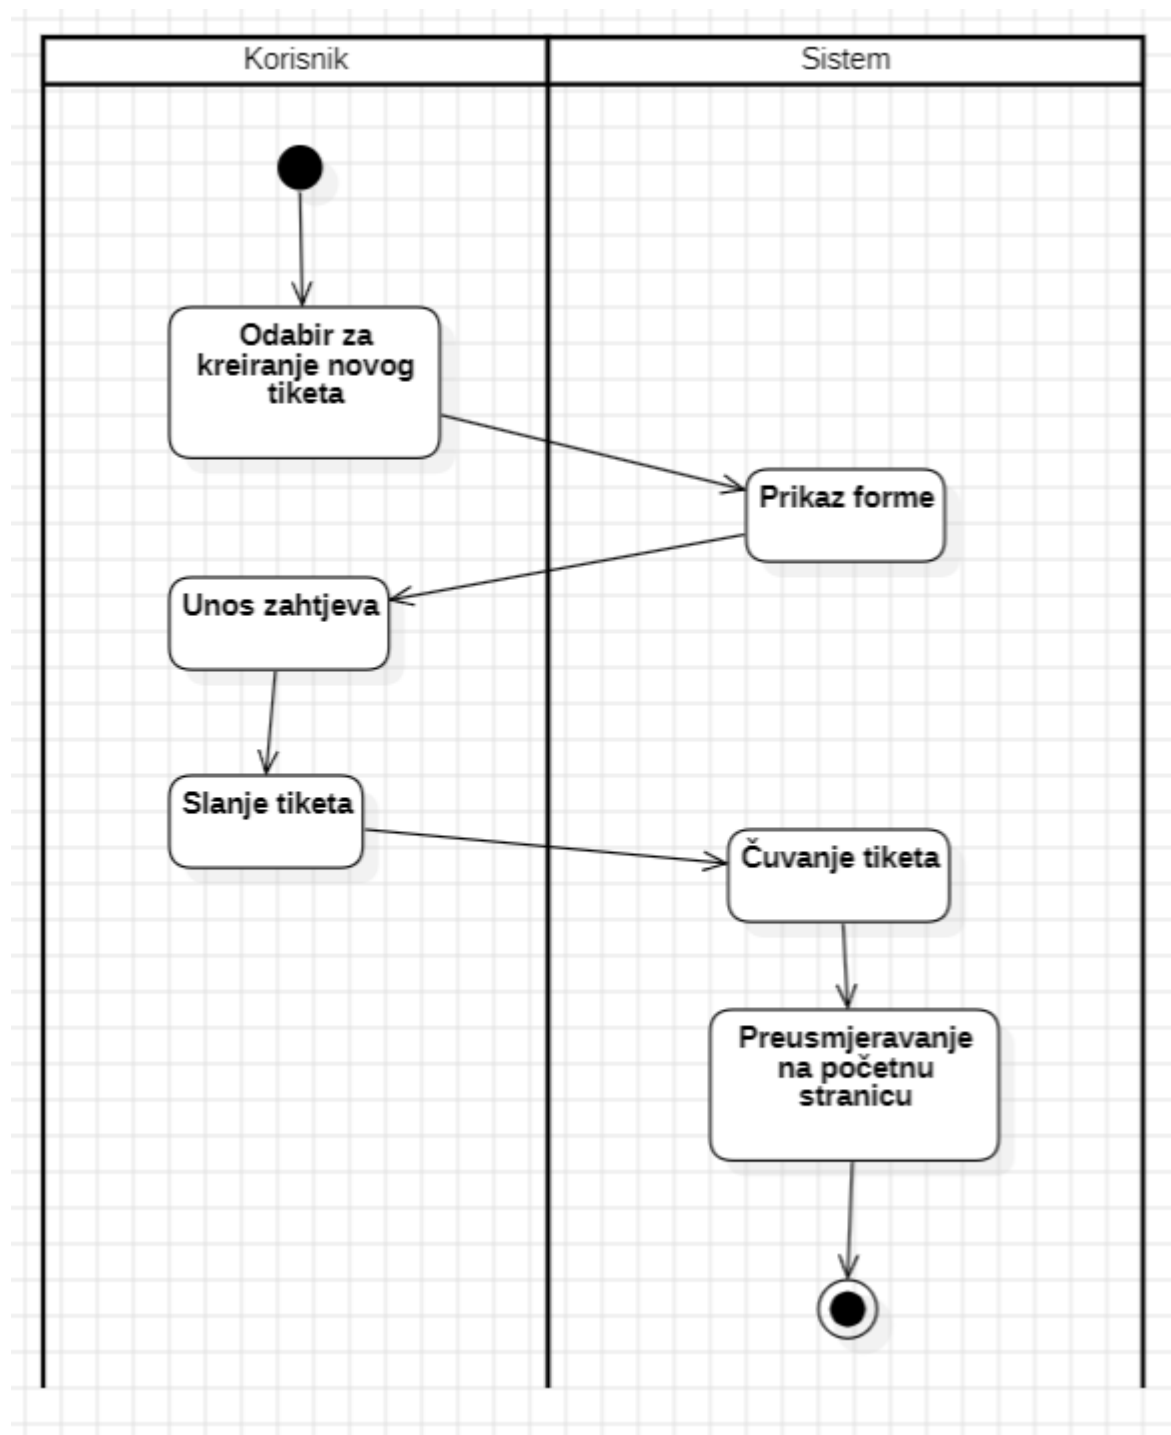 Korisnik
Sistem
Odabir za
kreiranje novog
tiketa
Prikaz forme
Unos zahtjeva
Slanje tiketa
Čuvanje tiketa
Preusmjeravanje
na početnu
stranicu